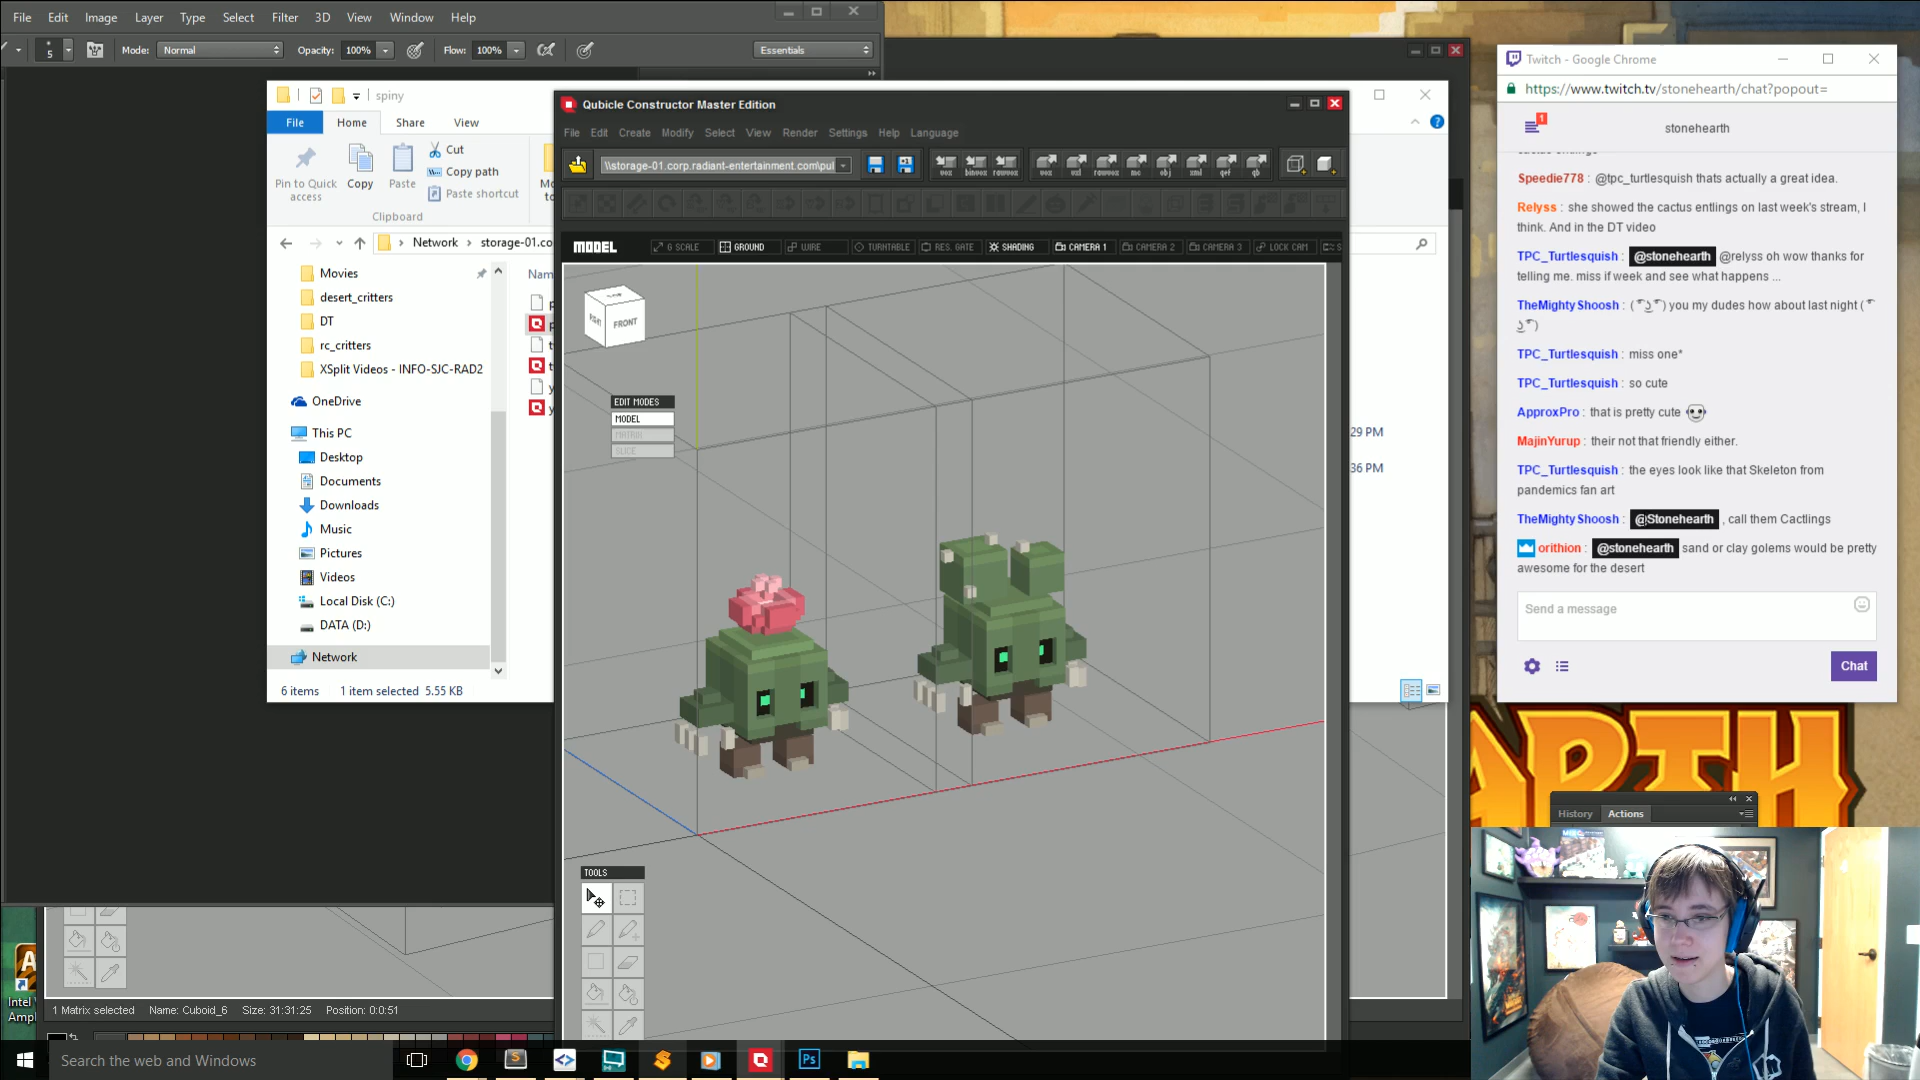 File Edit Image Layer Type Select Filter 3D View Window Help
5 Mode: Normal Opacity: 100% Flow: 100% Essentials
spiny
File Home Share View
Pin to Quick access
Copy
Paste
Cut
Copy path
Paste shortcut
Clipboard
Network storage-01.co
Movies
desert_critters
DT
rc_critters
XSplit Videos - INFO-SJC-RAD2
OneDrive
This PC
Desktop
Documents
Downloads
Music
Pictures
Videos
Local Disk (C:)
DATA (D:)
Network
6 items 1 item selected 5.55 KB
29 PM
36 PM
Qubicle Constructor Master Edition
File Edit Create Modify Select View Render Settings Help Language
\\storage-01.corp.radiant-entertainment.com\pul
MODEL G SCALE GROUND WIRE TURNTABLE RES. GATE SHADING CAMERA 1 CAMERA 2 CAMERA 3 LOCK CAM
FRONT
EDIT MODES
MODEL
MATRIX
SLICE
TOOLS
1 Matrix selected Name: Cuboid_6 Size: 31:31:25 Position: 0:0:51
Intel
Ampl
Search the web and Windows
Ps
Twitch - Google Chrome
https://www.twitch.tv/stonehearth/chat?popout=
1 stonehearth
Speedie778 : @tpc_turtlesquish thats actually a great idea.
Relyss : she showed the cactus entlings on last week's stream, I
think. And in the DT video
TPC_Turtlesquish : @stonehearth @relyss oh wow thanks for
telling me. miss if week and see what happens ...
TheMightyShoosh : ( ͡° ͜ʖ ͡°) you my dudes how about last night ( ͡°
͜ʖ ͡°)
TPC_Turtlesquish : miss one*
TPC_Turtlesquish : so cute
ApproxPro : that is pretty cute
MajinYurup : their not that friendly either.
TPC_Turtlesquish : the eyes look like that Skeleton from
pandemics fan art
TheMightyShoosh : @Stonehearth , call them Cactlings
orithion : @stonehearth sand or clay golems would be pretty
awesome for the desert
Send a message
Chat
ARTH
History Actions